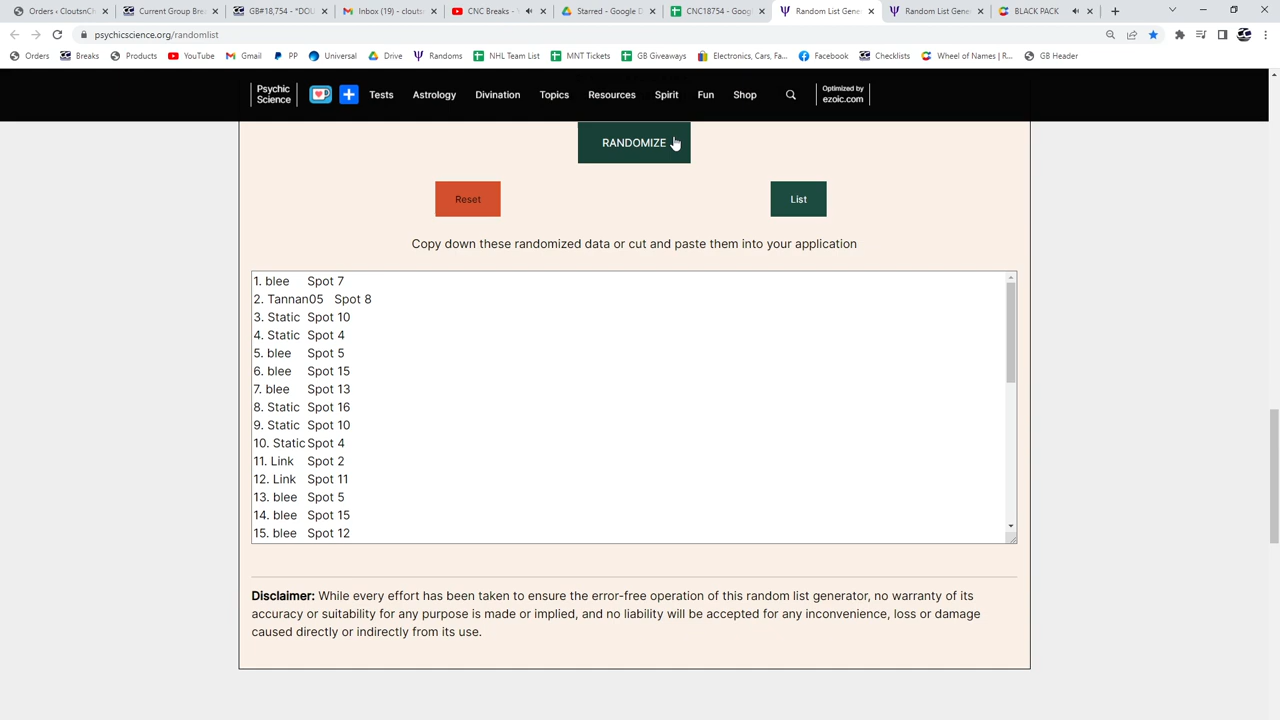 Orders ‹ CloutsnCh
Current Group Brea
GB#18,754 - *DOU
Inbox (19) - clouts
CNC Breaks - Y
Starred - Google D
CNC18754 - Goog
Random List Gene
Random List Gene
BLACK PACK
psychicscience.org/randomlist
Orders
Breaks
Products
YouTube
Gmail
PP
Universal
Drive
Randoms
NHL Team List
MNT Tickets
GB Giveaways
Electronics, Cars, Fa...
Facebook
Checklists
Wheel of Names | R...
GB Header
Psychic
Science
Tests
Astrology
Divination
Topics
Resources
Spirit
Fun
Shop
Optimized by
ezoic.com
RANDOMIZE
Reset
List
Copy down these randomized data or cut and paste them into your application
1. blee Spot 7
2. Tannan05 Spot 8
3. Static Spot 10
4. Static Spot 4
5. blee Spot 5
6. blee Spot 15
7. blee Spot 13
8. Static Spot 16
9. Static Spot 10
10. Static Spot 4
11. Link Spot 2
12. Link Spot 11
13. blee Spot 5
14. blee Spot 15
15. blee Spot 12
Disclaimer: While every effort has been taken to ensure the error-free operation of this random list generator, no warranty of its
accuracy or suitability for any purpose is made or implied, and no liability will be accepted for any inconvenience, loss or damage
caused directly or indirectly from its use.